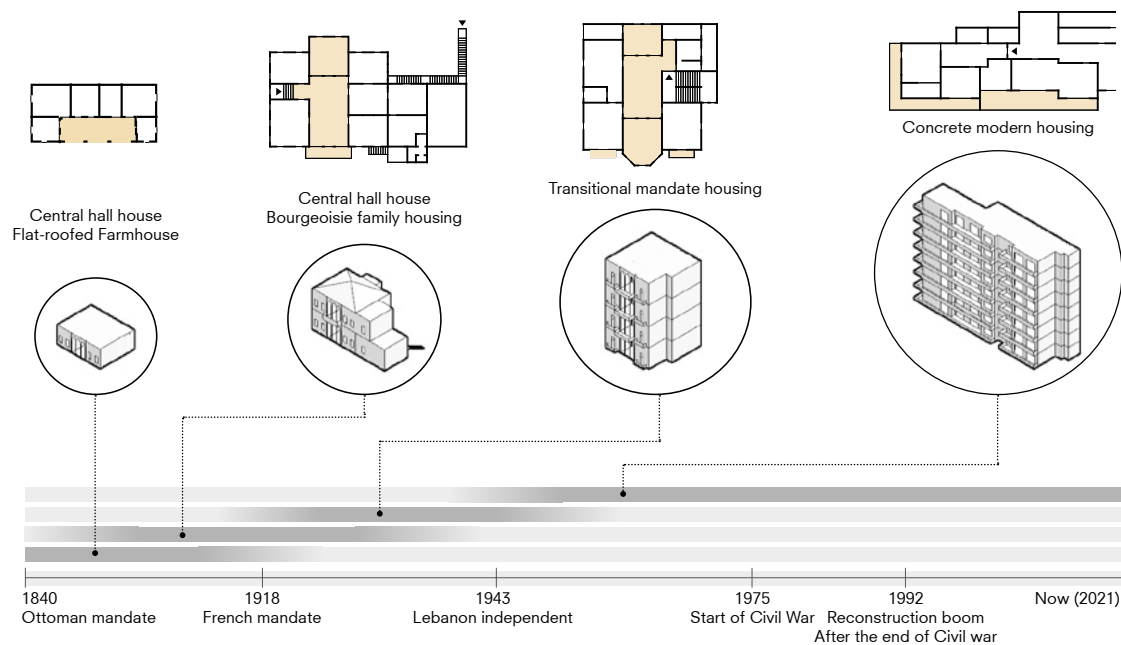 Concrete modern housing
Transitional mandate housing
Central hall house
Bourgeoisie family housing
Central hall house
Flat-roofed Farmhouse
1840
Ottoman mandate
1918
French mandate
1943
Lebanon independent
1975
Start of Civil War
1992
Reconstruction boom
After the end of Civil war
Now (2021)